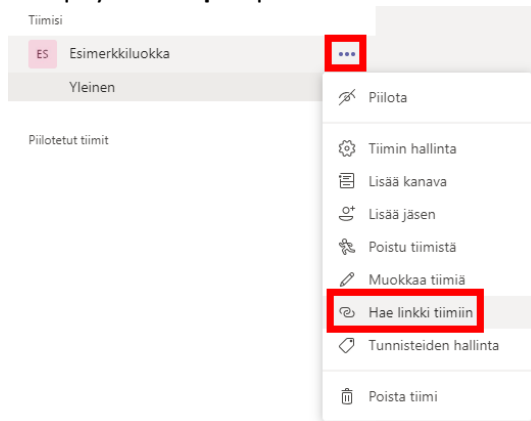 Tiimisi
ES Esimerkkiluokka
Yleinen
Piilotetut tiimit
Piilota
Tiimin hallinta
Lisää kanava
Lisää jäsen
Poistu tiimistä
Muokkaa tiimiä
Hae linkki tiimiin
Tunnisteiden hallinta
Poista tiimi